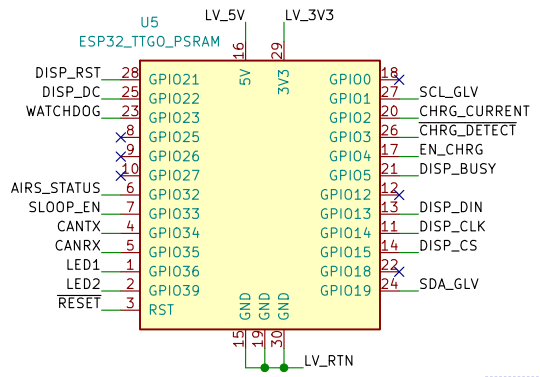 U5
ESP32_TTGO_PSRAM
LV_5V
LV_3V3
16
29
5V
3V3
DISP_RST 28 GPIO21
DISP_DC 25 GPIO22
WATCHDOG 23 GPIO23
8 GPIO25
9 GPIO26
10 GPIO27
AIRS_STATUS 6 GPIO32
SLOOP_EN 7 GPIO33
CANTX 4 GPIO34
CANRX 5 GPIO35
LED1 1 GPIO36
LED2 2 GPIO39
RESET 3 RST
GPIO0 18
GPIO1 27 SCL_GLV
GPIO2 20 CHRG_CURRENT
GPIO3 26 CHRG_DETECT
GPIO4 17 EN_CHRG
GPIO5 21 DISP_BUSY
GPIO12 12
GPIO13 13 DISP_DIN
GPIO14 11 DISP_CLK
GPIO15 14 DISP_CS
GPIO18 22
GPIO19 24 SDA_GLV
GND
GND
GND
15
19
30
LV_RTN